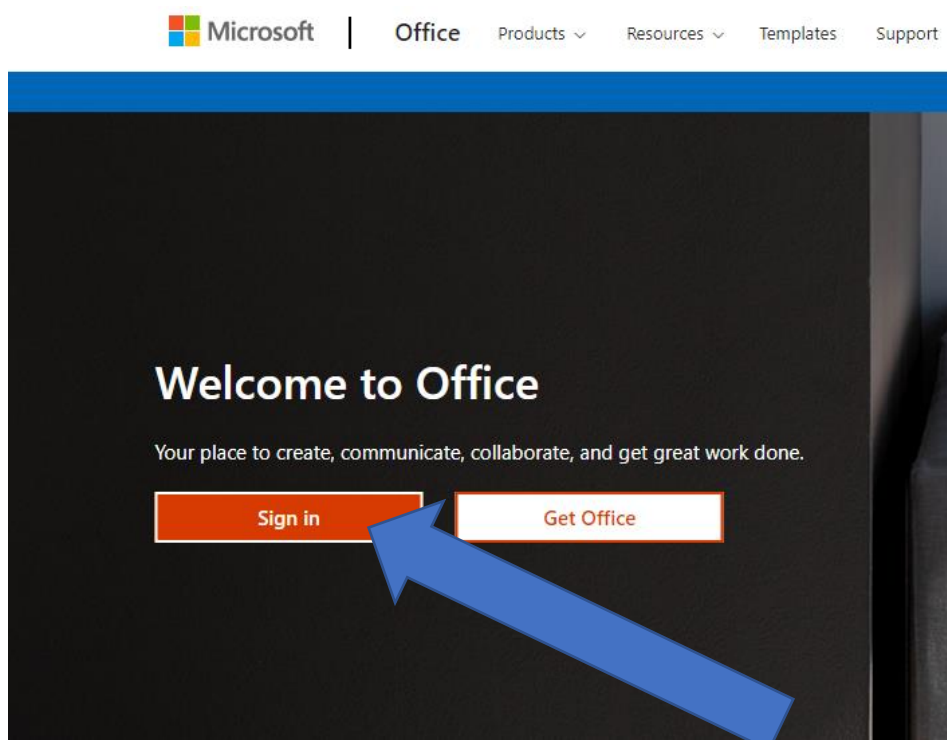 Microsoft Office Products Resources Templates Support
Welcome to Office
Your place to create, communicate, collaborate, and get great work done.
Sign in Get Office